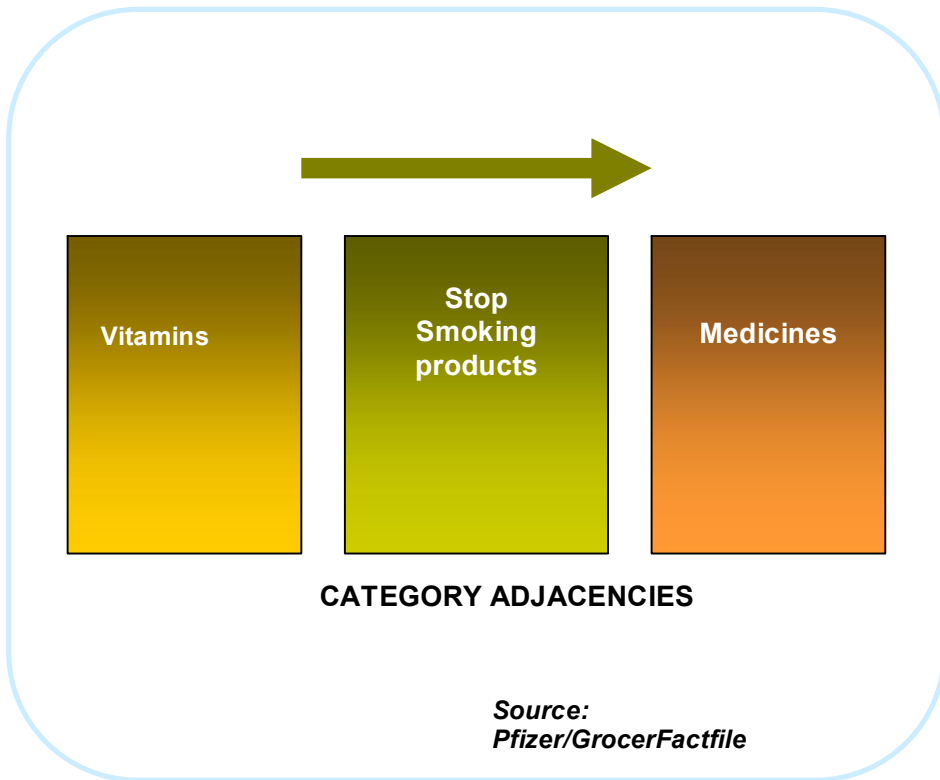 Vitamins
Stop
Smoking
products
Medicines
CATEGORY ADJACENCIES
Source:
Pfizer/GrocerFactfile